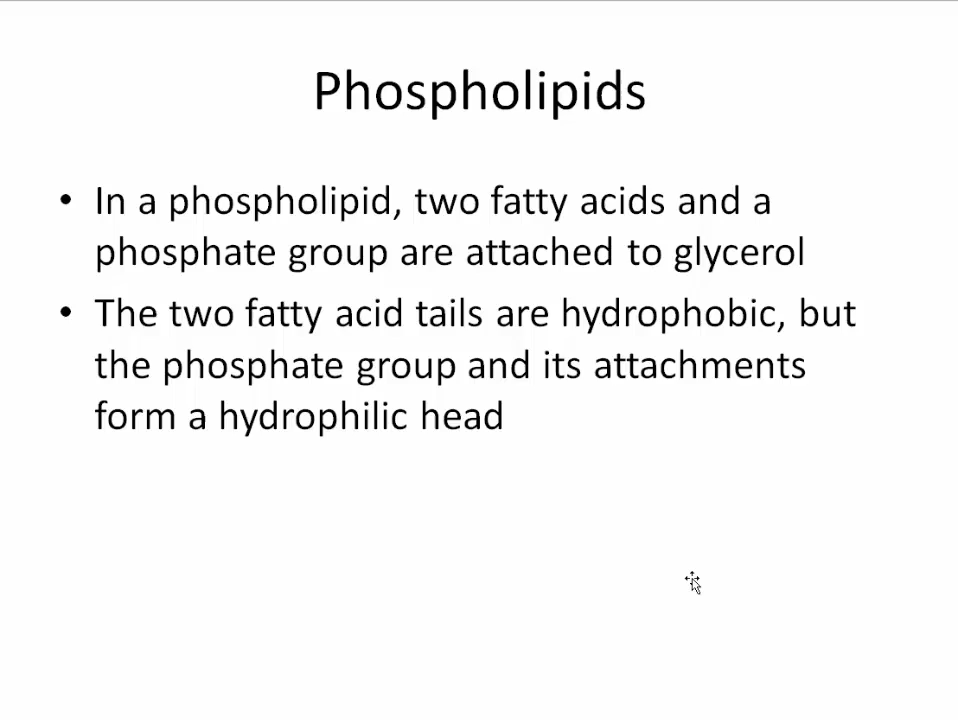 Phospholipids
• In a phospholipid, two fatty acids and a
phosphate group are attached to glycerol
• The two fatty acid tails are hydrophobic, but
the phosphate group and its attachments
form a hydrophilic head